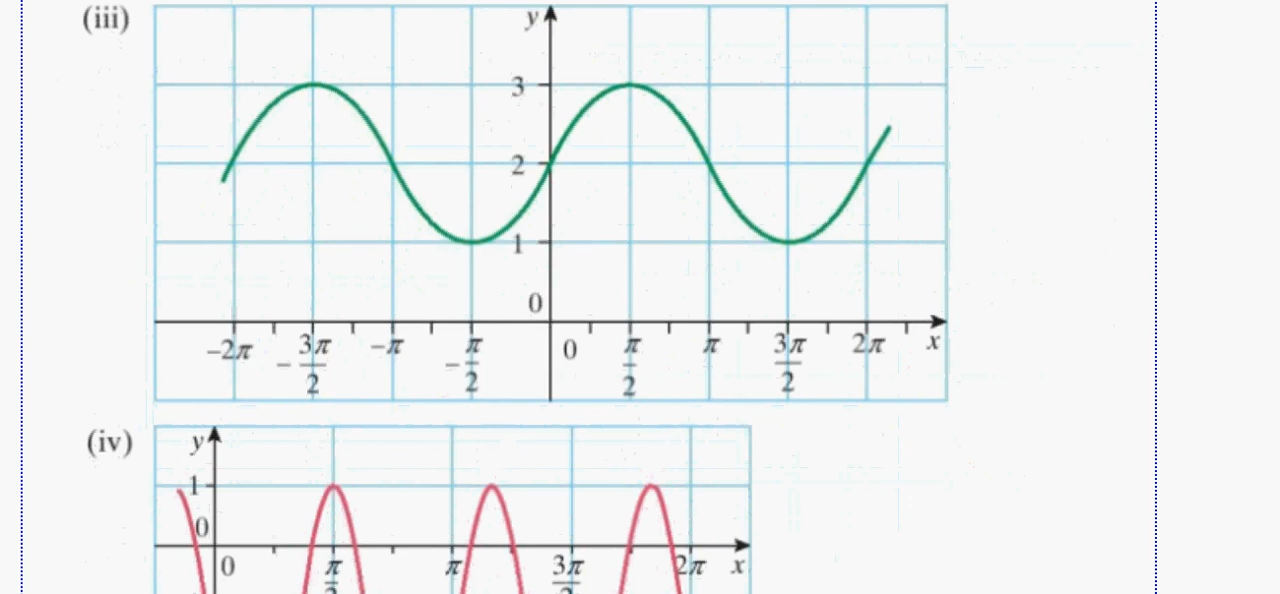 (iii)
y
3
2
1
0
−2π −3π/2 −π −π/2 0 π/2 π 3π/2 2π x
(iv)
y
1
0
0 π π 3π 2π x